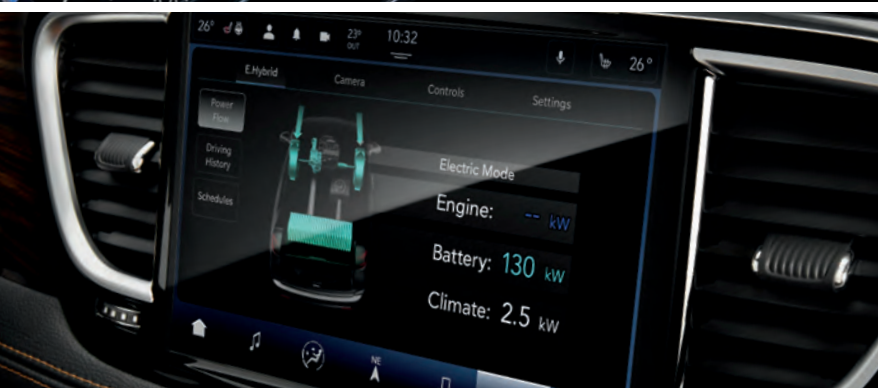 26°
23°
OUT
10:32
26°
E.Hybrid
Camera
Controls
Settings
Power
Flow
Driving
History
Schedules
Electric Mode
Engine: -- kW
Battery: 130 kW
Climate: 2.5 kW
NE